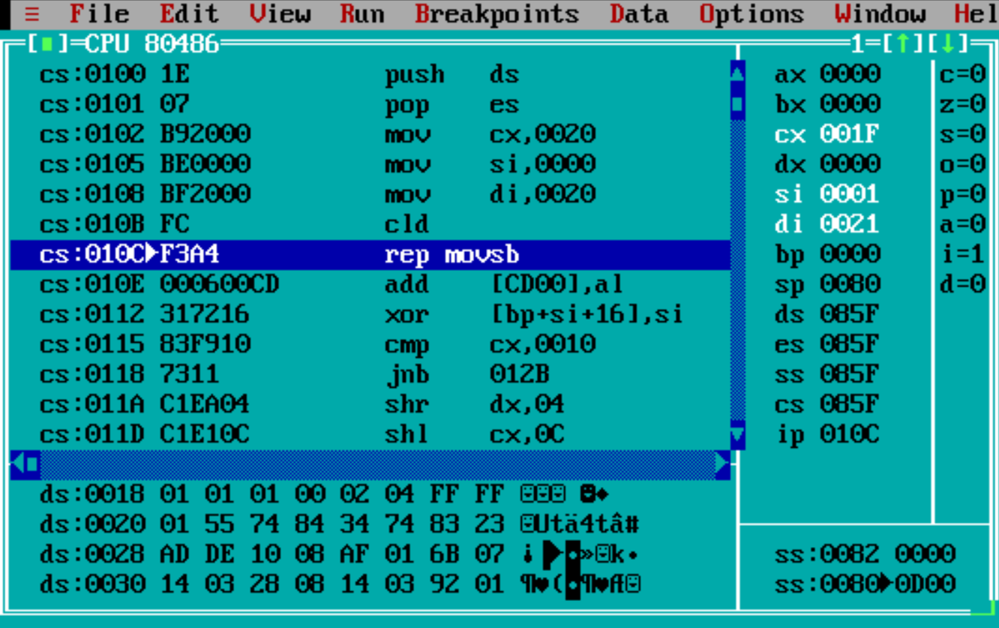 ≡ File Edit View Run Breakpoints Data Options Window Hel
[■]=CPU 80486 1=[↑][↓]
cs:0100 1E push ds ax 0000 c=0
cs:0101 07 pop es bx 0000 z=0
cs:0102 B92000 mov cx,0020 cx 001F s=0
cs:0105 BE0000 mov si,0000 dx 0000 o=0
cs:0108 BF2000 mov di,0020 si 0001 p=0
cs:010B FC cld di 0021 a=0
cs:010C►F3A4 rep movsb bp 0000 i=1
cs:010E 000600CD add [CD00],al sp 0080 d=0
cs:0112 317216 xor [bp+si+16],si ds 085F
cs:0115 83F910 cmp cx,0010 es 085F
cs:0118 7311 jnb 012B ss 085F
cs:011A C1EA04 shr dx,04 cs 085F
cs:011D C1E10C shl cx,0C ip 010C
ds:0018 01 01 01 00 02 04 FF FF ☺☺☺ ☻♦
ds:0020 01 55 74 84 34 74 83 23 ☺Utä4tâ#
ds:0028 AD DE 10 08 AF 01 6B 07 ¡▐►◘»☺k• ss:0082 0000
ds:0030 14 03 28 08 14 03 92 01 ¶♥(◘¶♥Æ☺ ss:0080►0D00